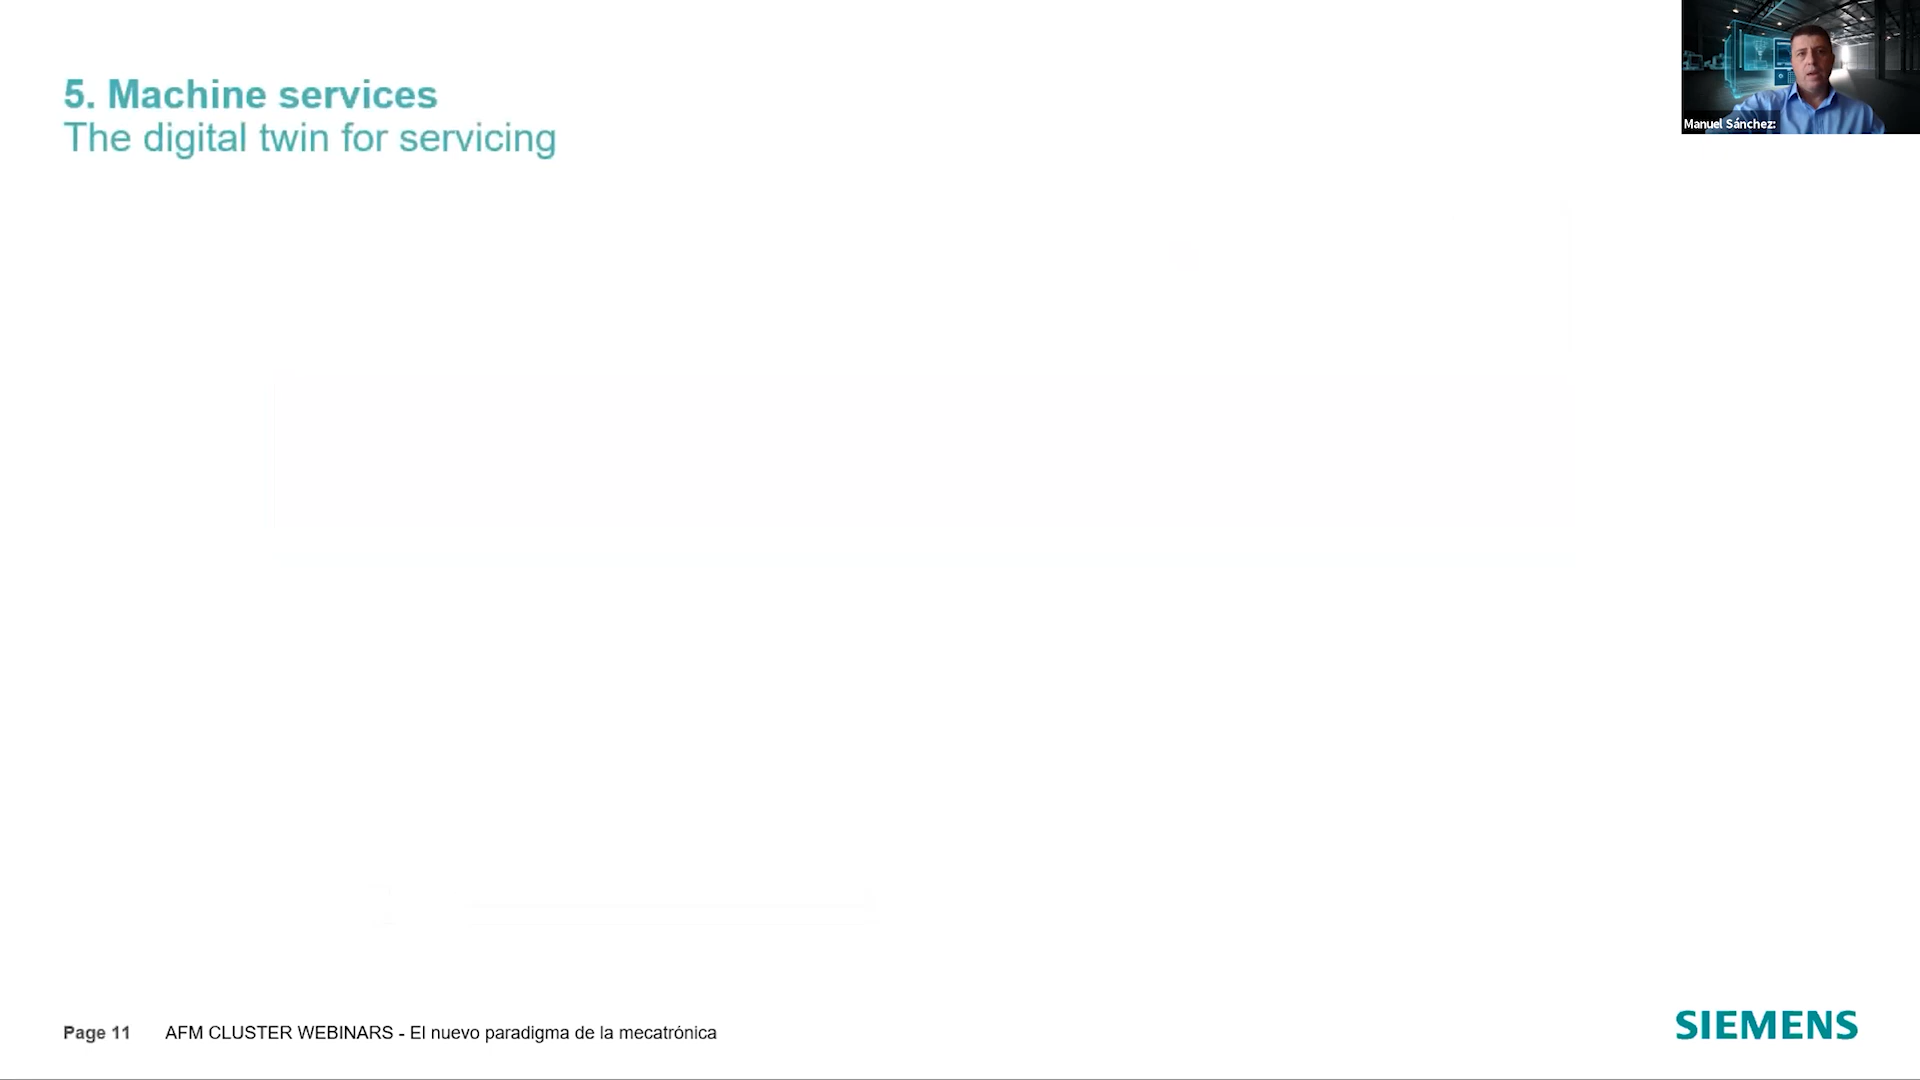 5. Machine services
The digital twin for servicing
Manuel Sánchez:
Page 11
AFM CLUSTER WEBINARS - El nuevo paradigma de la mecatrónica
SIEMENS